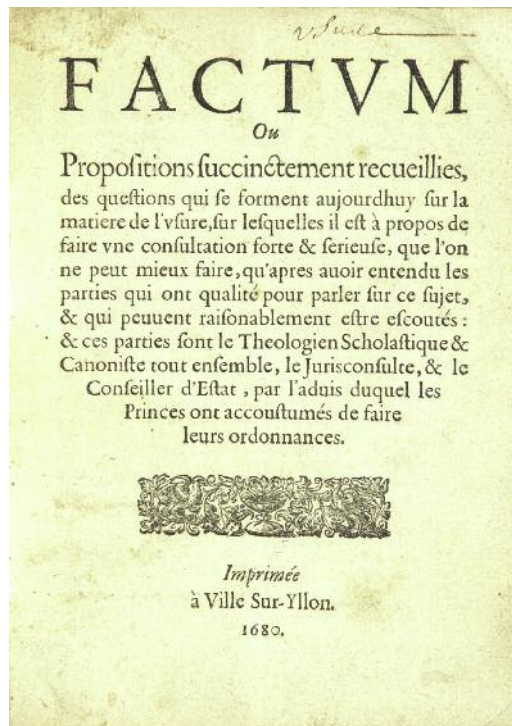 vsure
FACTVM
Ou
Propoſitions ſuccinctement recueillies,
des queſtions qui ſe forment aujourdhuy ſur la
matiere de l'vſure, ſur leſquelles il eſt à propos de
faire vne conſultation forte & ſerieuſe, que l'on
ne peut mieux faire, qu'apres auoir entendu les
parties qui ont qualité pour parler ſur ce ſujet,
& qui peuuent raiſonablement eſtre eſcoutés :
& ces parties ſont le Theologien Scholaſtique &
Canoniſte tout enſemble, le Jurisconſulte, & le
Conſeiller d'Eſtat , par l'aduis duquel les
Princes ont accouſtumés de faire
leurs ordonnances.
Imprimée
à Ville Sur-Yllon.
1680.